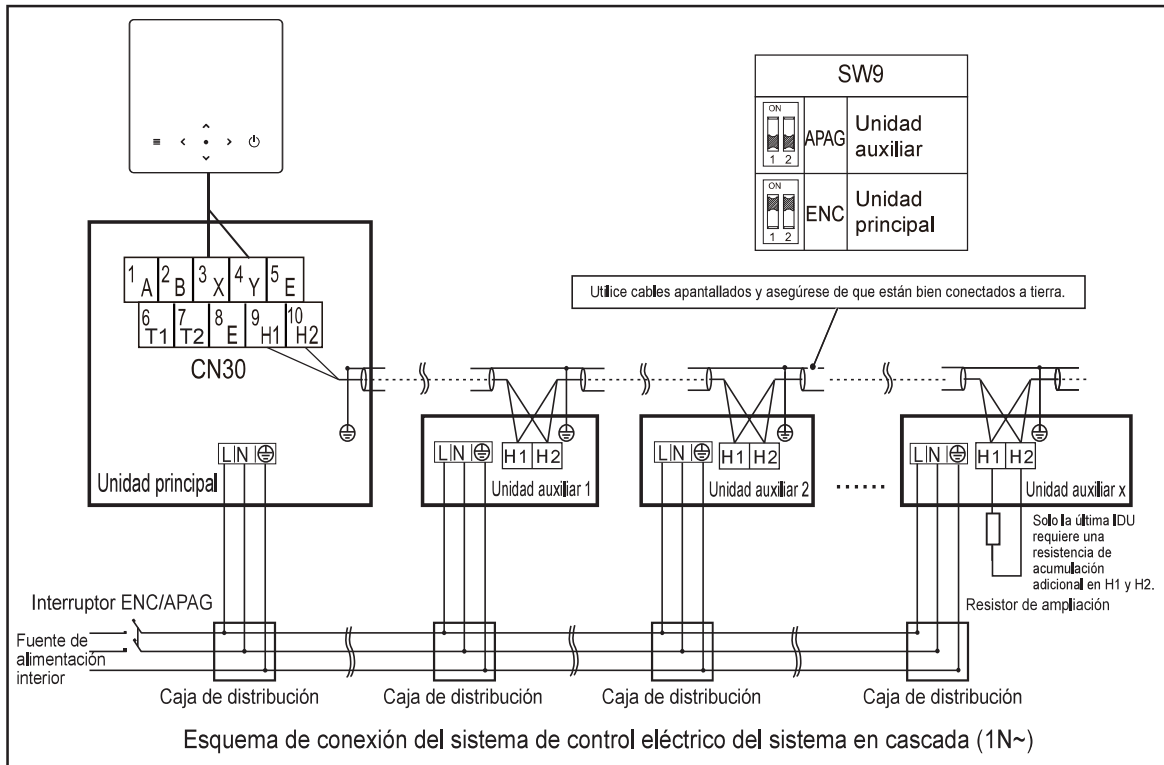 SW9
ON
1 2
APAG
Unidad
auxiliar
ON
1 2
ENC
Unidad
principal
1 A 2 B 3 X 4 Y 5 E
6 T1 7 T2 8 E 9 H1 10 H2
CN30
Utilice cables apantallados y asegúrese de que están bien conectados a tierra.
L N
Unidad principal
L N
H1 H2
Unidad auxiliar 1
L N
H1 H2
Unidad auxiliar 2
......
L N
H1 H2
Unidad auxiliar x
Solo la última IDU
requiere una
resistencia de
acumulación
adicional en H1 y H2.
Resistor de ampliación
Interruptor ENC/APAG
Fuente de
alimentación
interior
Caja de distribución
Caja de distribución
Caja de distribución
Caja de distribución
Esquema de conexión del sistema de control eléctrico del sistema en cascada (1N~)